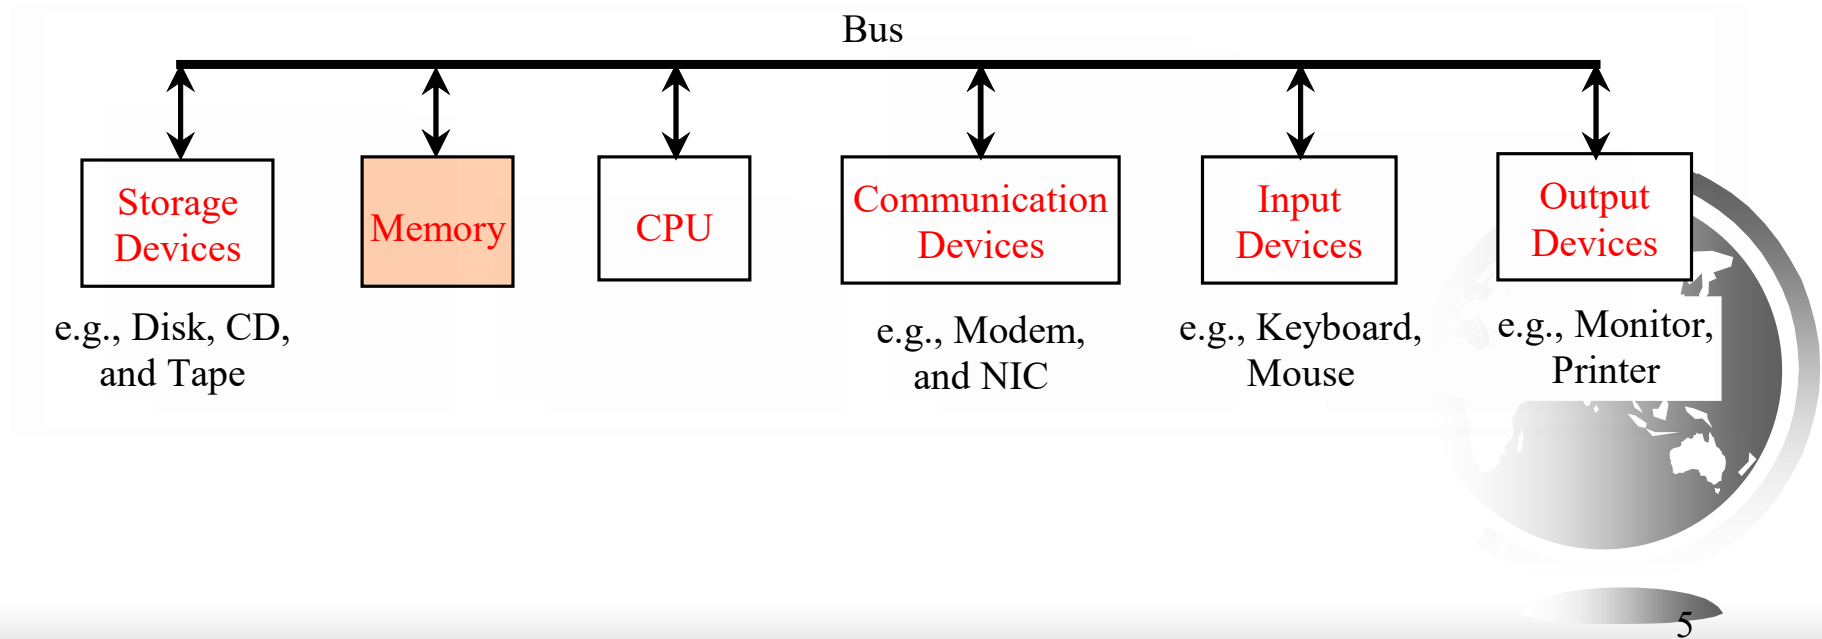 Bus
Storage
Devices
Memory
CPU
Communication
Devices
Input
Devices
Output
Devices
e.g., Disk, CD,
and Tape
e.g., Modem,
and NIC
e.g., Keyboard,
Mouse
e.g., Monitor,
Printer
5